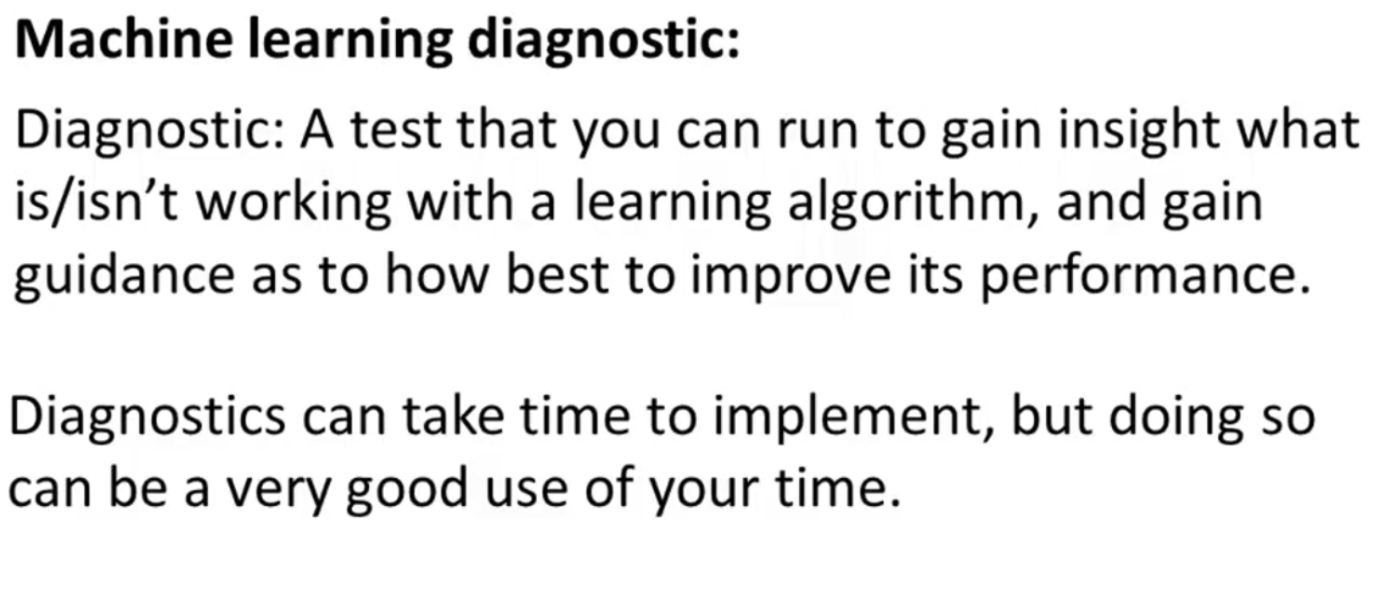 Machine learning diagnostic:
Diagnostic: A test that you can run to gain insight what
is/isn’t working with a learning algorithm, and gain
guidance as to how best to improve its performance.
Diagnostics can take time to implement, but doing so
can be a very good use of your time.